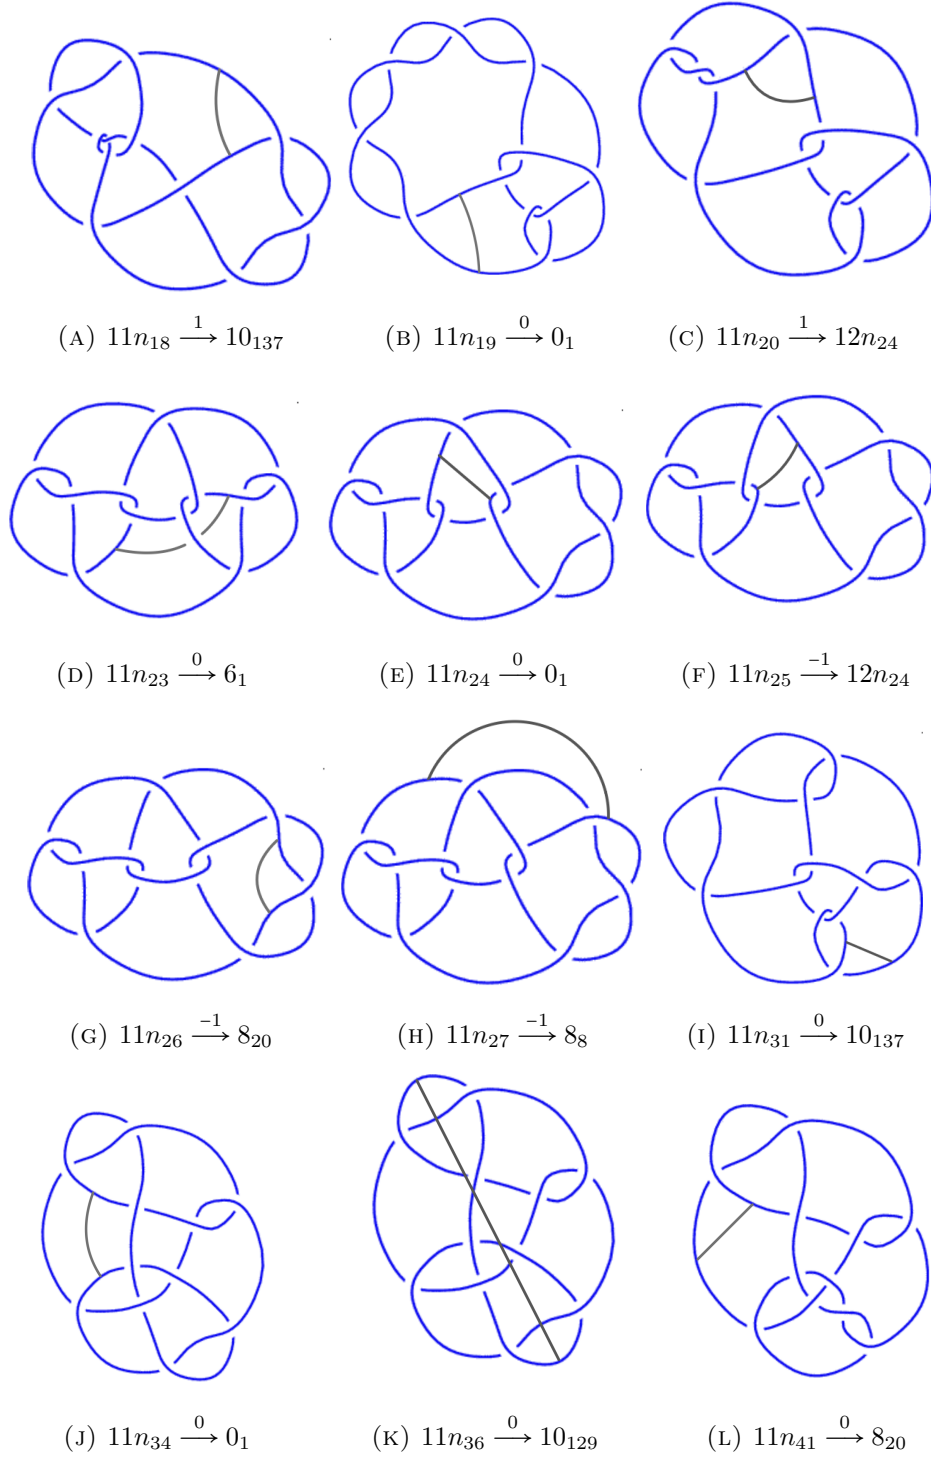 (A) 11n₁₈ —1→ 10₁₃₇ (B) 11n₁₉ —0→ 0₁ (C) 11n₂₀ —1→ 12n₂₄
(D) 11n₂₃ —0→ 6₁ (E) 11n₂₄ —0→ 0₁ (F) 11n₂₅ —−1→ 12n₂₄
(G) 11n₂₆ —−1→ 8₂₀ (H) 11n₂₇ —−1→ 8₈ (I) 11n₃₁ —0→ 10₁₃₇
(J) 11n₃₄ —0→ 0₁ (K) 11n₃₆ —0→ 10₁₂₉ (L) 11n₄₁ —0→ 8₂₀